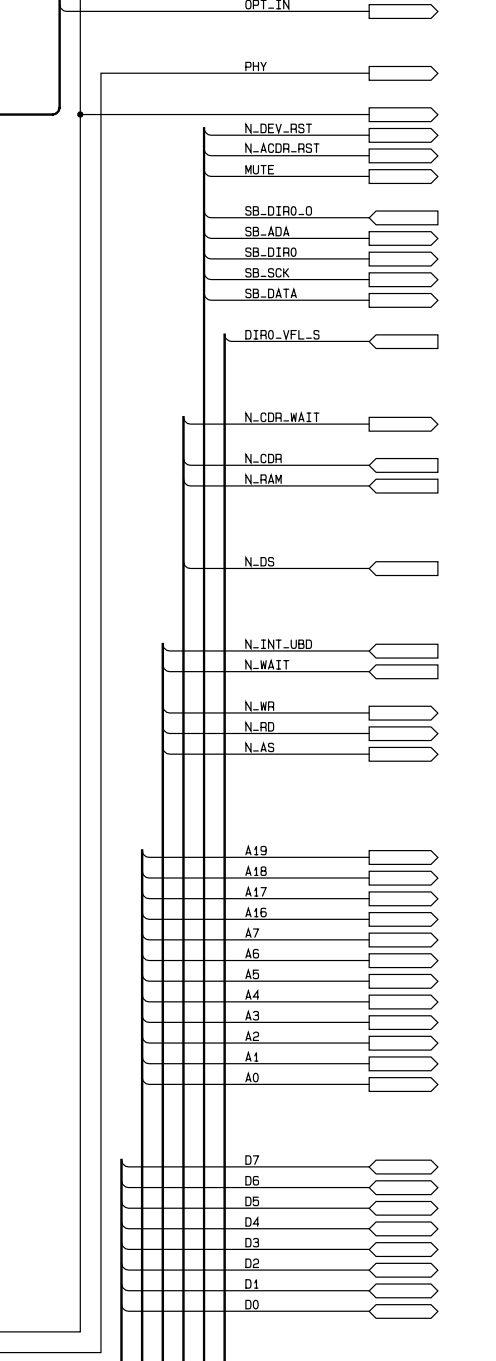 OPT_IN
PHY
N_DEV_RST
N_ACDR_RST
MUTE
SB_DIRO_O
SB_ADA
SB_DIRO
SB_SCK
SB_DATA
DIRO_VFL_S
N_CDR_WAIT
N_CDR
N_RAM
N_DS
N_INT_UBD
N_WAIT
N_WR
N_RD
N_AS
A19
A18
A17
A16
A7
A6
A5
A4
A3
A2
A1
A0
D7
D6
D5
D4
D3
D2
D1
D0